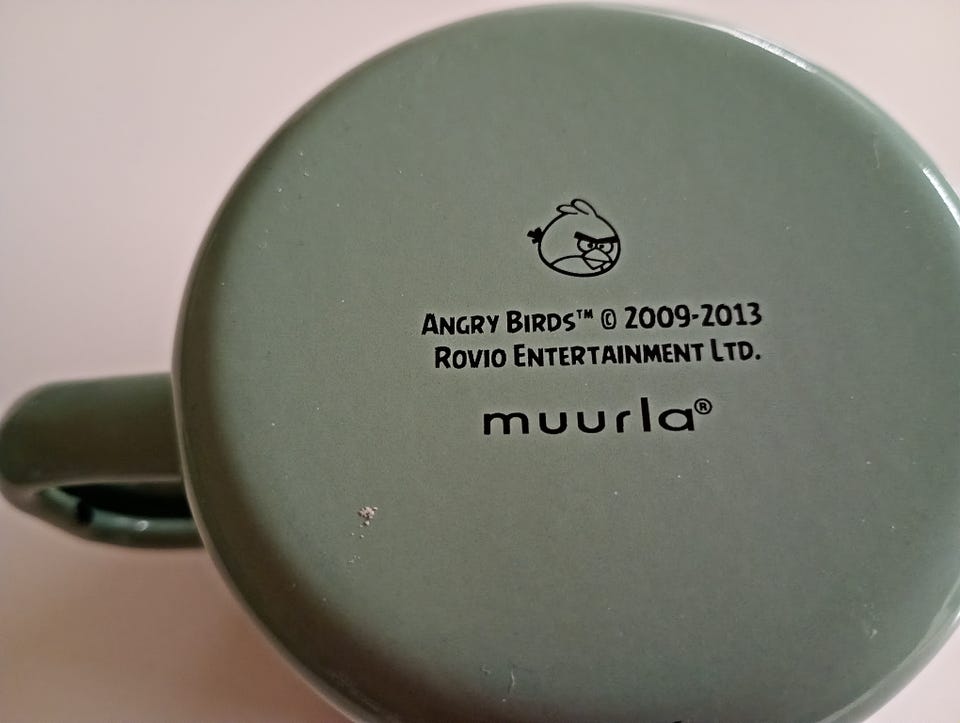 ANGRY BIRDS™ © 2009-2013
ROVIO ENTERTAINMENT LTD.
muurla®